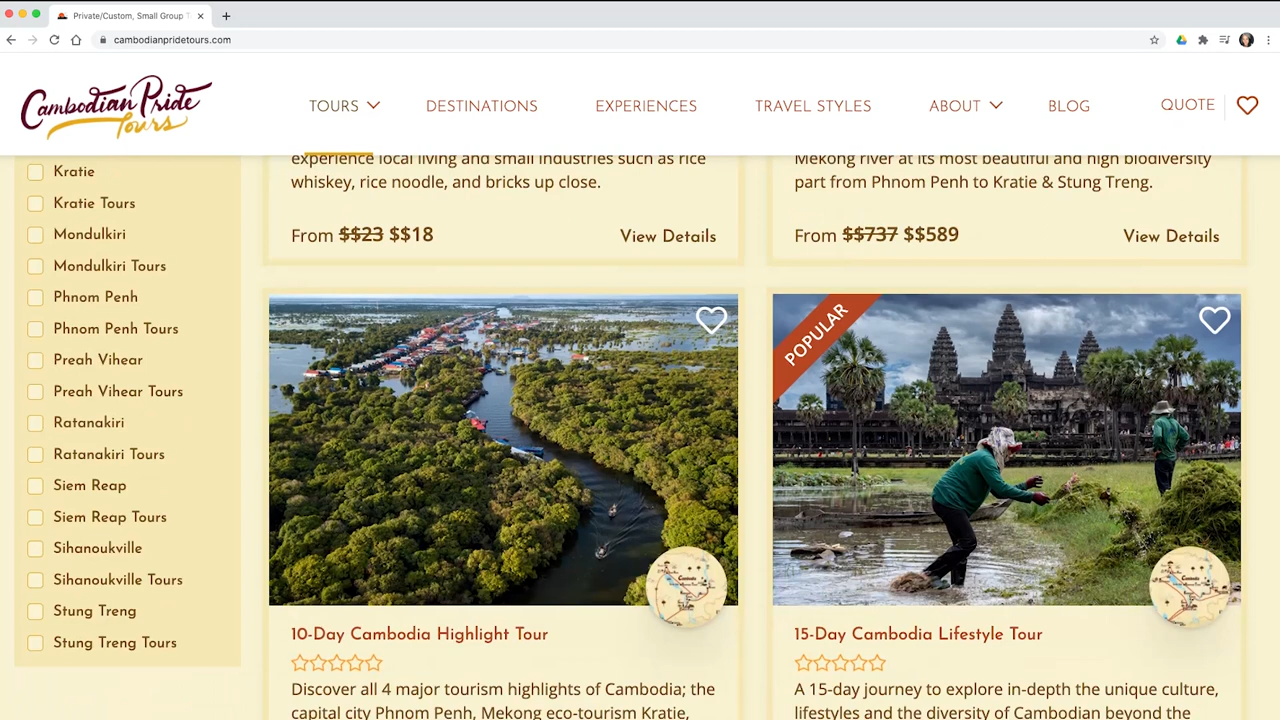 Private/Custom, Small Group T
cambodianpridetours.com
Cambodian Pride
Tours
TOURS
DESTINATIONS
EXPERIENCES
TRAVEL STYLES
ABOUT
BLOG
QUOTE
Kratie
Kratie Tours
Mondulkiri
Mondulkiri Tours
Phnom Penh
Phnom Penh Tours
Preah Vihear
Preah Vihear Tours
Ratanakiri
Ratanakiri Tours
Siem Reap
Siem Reap Tours
Sihanoukville
Sihanoukville Tours
Stung Treng
Stung Treng Tours
experience local living and small industries such as rice
whiskey, rice noodle, and bricks up close.
From $$23 $$18
View Details
Mekong river at its most beautiful and high biodiversity
part from Phnom Penh to Kratie & Stung Treng.
From $$737 $$589
View Details
10-Day Cambodia Highlight Tour
Discover all 4 major tourism highlights of Cambodia; the
capital city Phnom Penh, Mekong eco-tourism Kratie,
POPULAR
15-Day Cambodia Lifestyle Tour
A 15-day journey to explore in-depth the unique culture,
lifestyles and the diversity of Cambodian beyond the